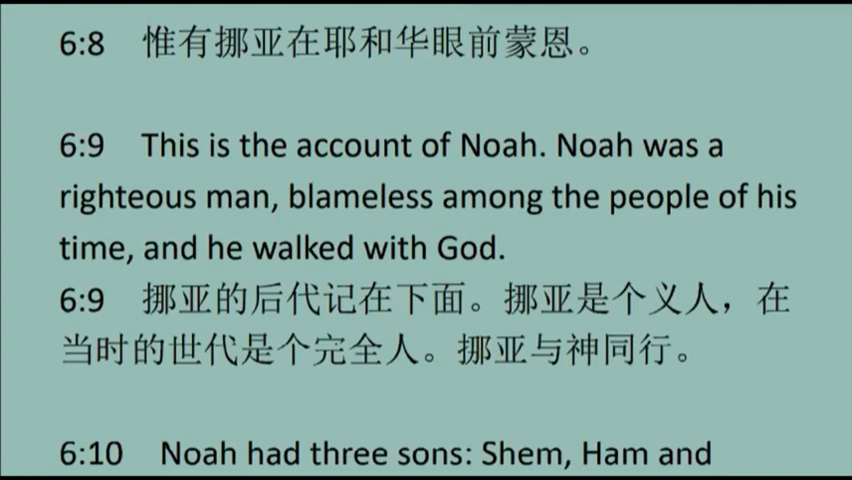 6:8 惟有挪亚在耶和华眼前蒙恩。
6:9 This is the account of Noah. Noah was a
righteous man, blameless among the people of his
time, and he walked with God.
6:9 挪亚的后代记在下面。挪亚是个义人，在
当时的世代是个完全人。挪亚与神同行。
6:10 Noah had three sons: Shem, Ham and